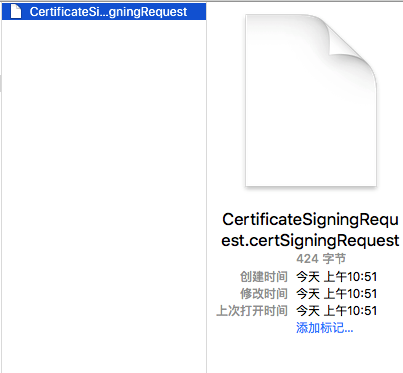 CertificateSi...gningRequest
CertificateSigningRequ
est.certSigningRequest
424 字节
创建时间 今天 上午10:51
修改时间 今天 上午10:51
上次打开时间 今天 上午10:51
添加标记...